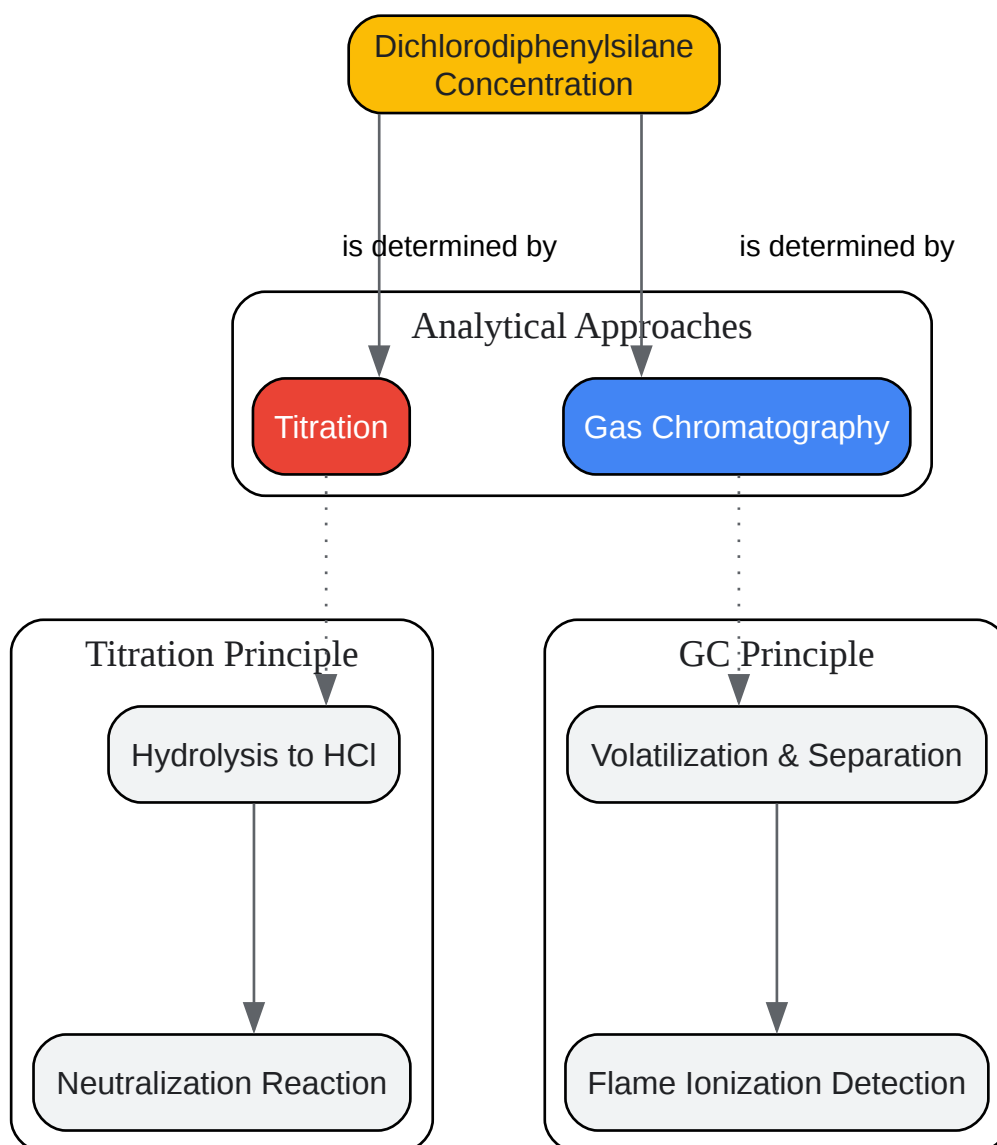 Dichlorodiphenylsilane
Concentration
is determined by
is determined by
Analytical Approaches
Titration
Gas Chromatography
Titration Principle
GC Principle
Hydrolysis to HCl
Volatilization & Separation
Neutralization Reaction
Flame Ionization Detection